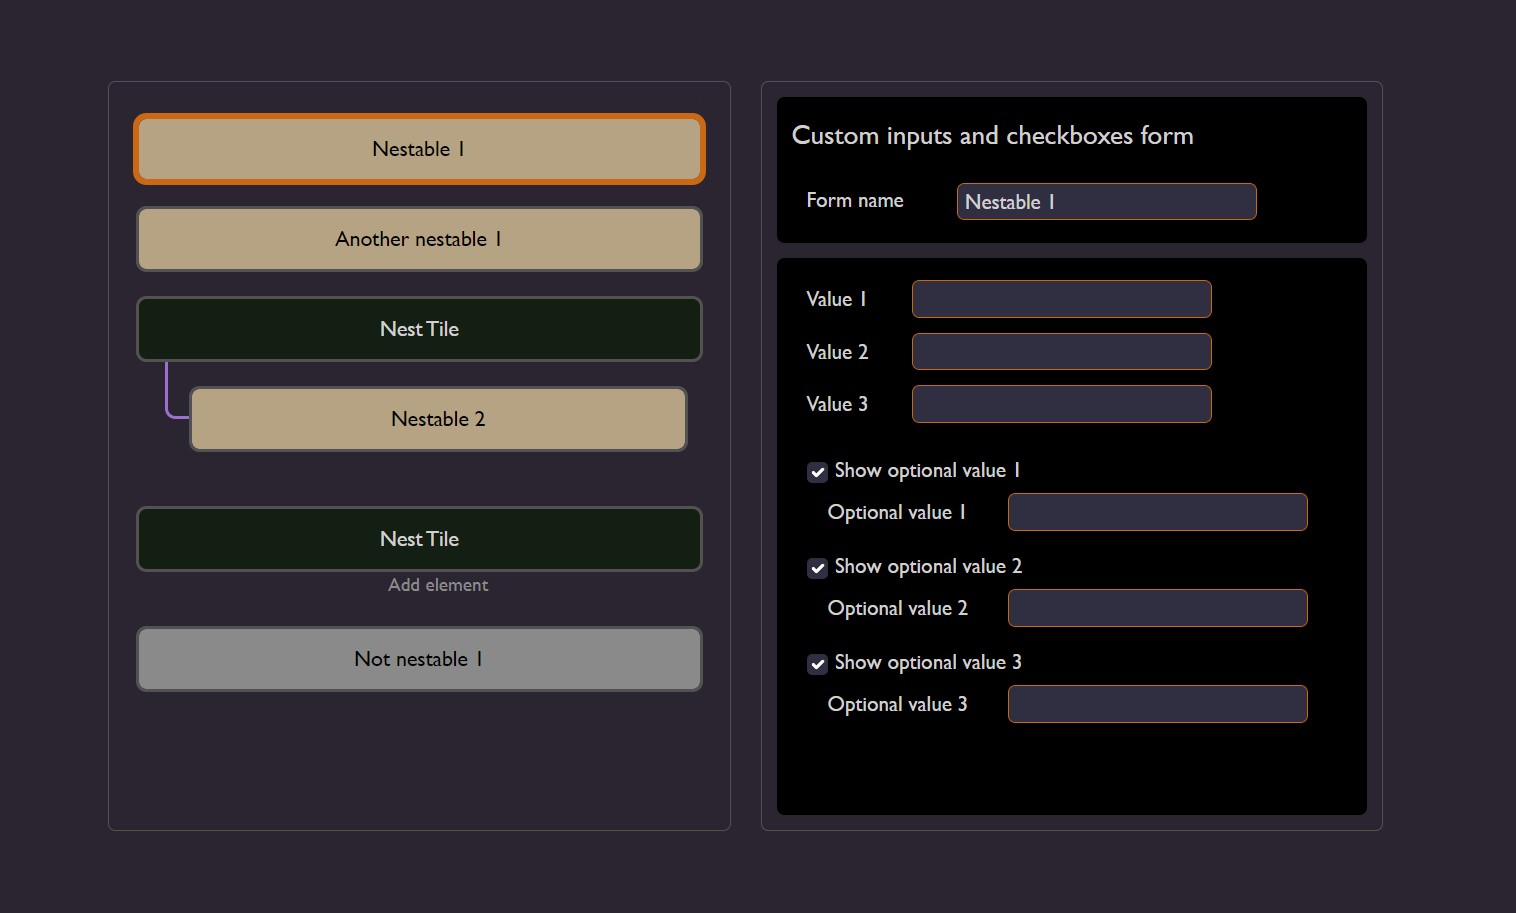 Nestable 1
Another nestable 1
Nest Tile
Nestable 2
Nest Tile
Add element
Not nestable 1
Custom inputs and checkboxes form
Form name Nestable 1
Value 1
Value 2
Value 3
Show optional value 1
Optional value 1
Show optional value 2
Optional value 2
Show optional value 3
Optional value 3